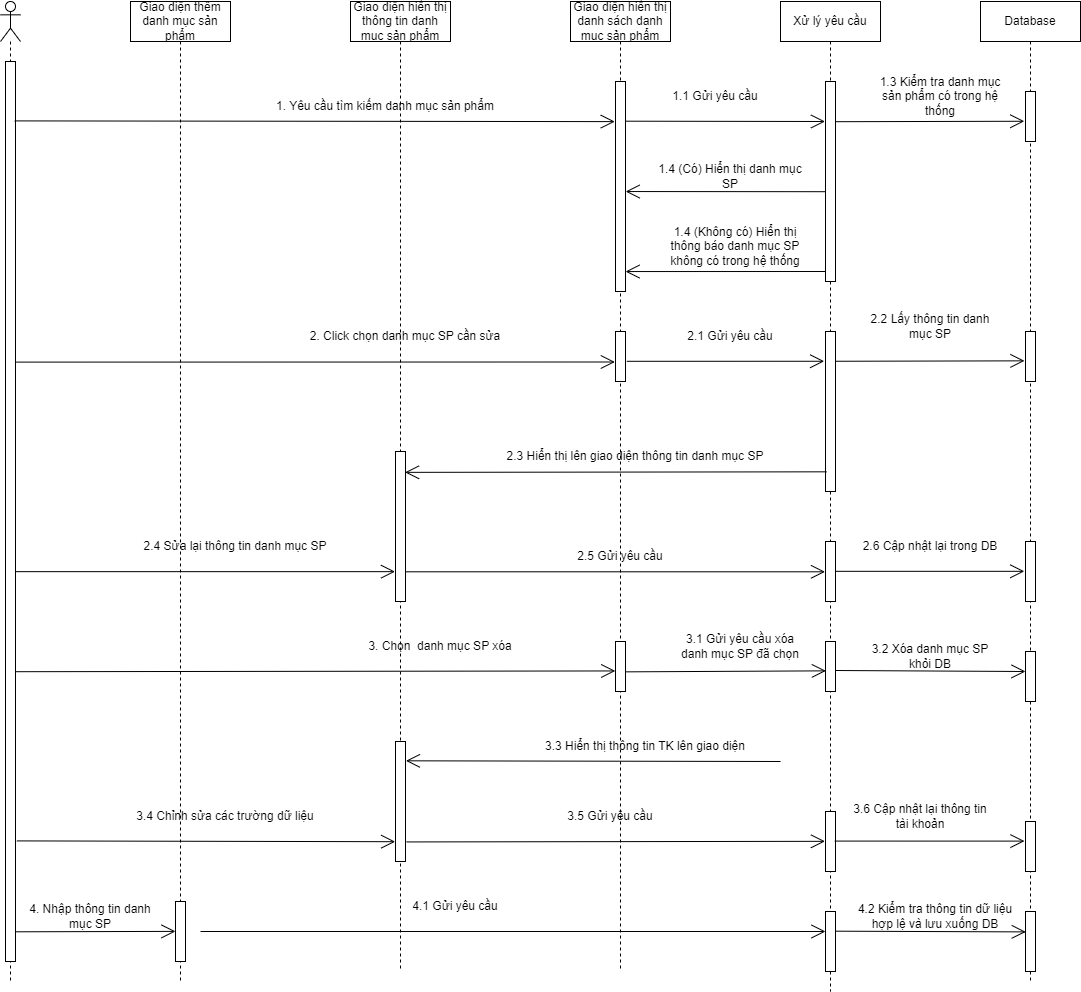 Giao diện thêm
danh mục sản
phẩm
Giao diện hiển thị
thông tin danh
mục sản phẩm
Giao diện hiển thị
danh sách danh
mục sản phẩm
Xử lý yêu cầu
Database
1. Yêu cầu tìm kiếm danh mục sản phẩm
1.1 Gửi yêu cầu
1.3 Kiểm tra danh mục
sản phẩm có trong hệ
thống
1.4 (Có) Hiển thị danh mục
SP
1.4 (Không có) Hiển thị
thông báo danh mục SP
không có trong hệ thống
2. Click chọn danh mục SP cần sửa
2.1 Gửi yêu cầu
2.2 Lấy thông tin danh
mục SP
2.3 Hiển thị lên giao diện thông tin danh mục SP
2.4 Sửa lại thông tin danh mục SP
2.5 Gửi yêu cầu
2.6 Cập nhật lại trong DB
3. Chọn  danh mục SP xóa
3.1 Gửi yêu cầu xóa
danh mục SP đã chọn
3.2 Xóa danh mục SP
khỏi DB
3.3 Hiển thị thông tin TK lên giao diện
3.4 Chỉnh sửa các trường dữ liệu
3.5 Gửi yêu cầu
3.6 Cập nhật lại thông tin
tài khoản
4. Nhập thông tin danh
mục SP
4.1 Gửi yêu cầu
4.2 Kiểm tra thông tin dữ liệu
hợp lệ và lưu xuống DB